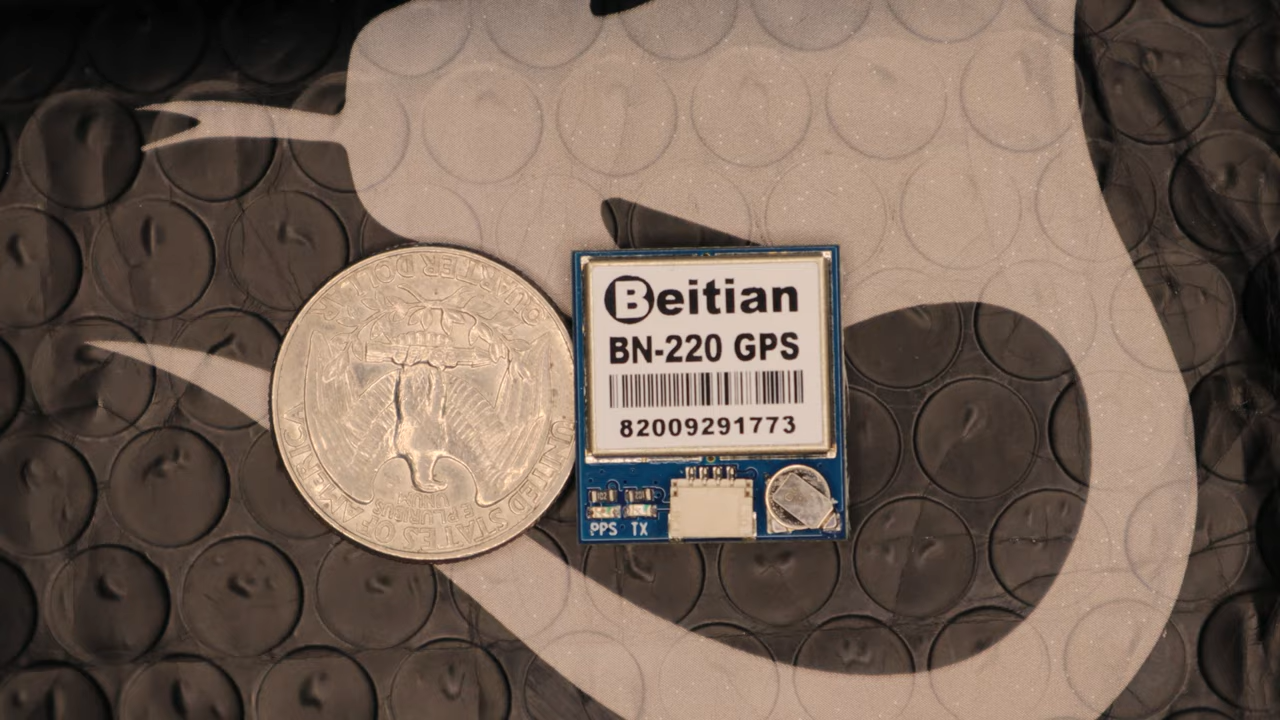 Beitian
BN-220 GPS
82009291773
PPS TX
QUARTER DOLLAR
E PLURIBUS
UNUM
UNITED STATES OF AMERICA